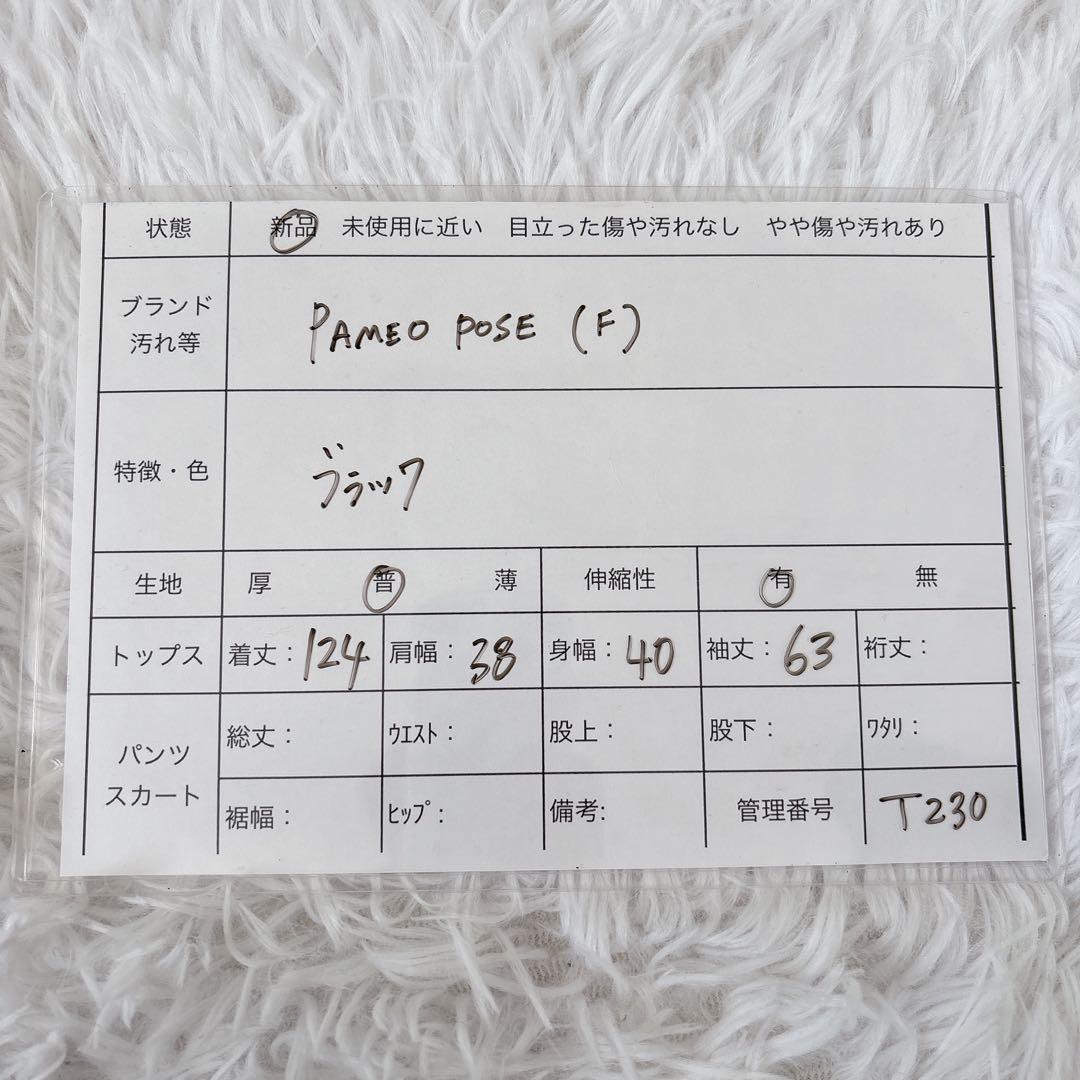 状態 新品 未使用に近い 目立った傷や汚れなし やや傷や汚れあり
ブランド
汚れ等
PAMEO POSE (F)
特徴・色 ブラック
生地 厚 普 薄 伸縮性 有 無
トップス 着丈：124 肩幅：38 身幅：40 袖丈：63 裄丈：
パンツ
スカート
総丈： ｳｴｽﾄ： 股上： 股下： ﾜﾀﾘ：
裾幅： ﾋｯﾌﾟ： 備考: 管理番号 T230